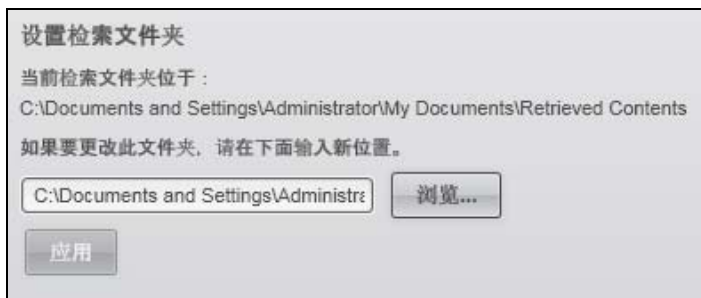 设置检索文件夹
当前检索文件夹位于：
C:\Documents and Settings\Administrator\My Documents\Retrieved Contents
如果要更改此文件夹，请在下面输入新位置。
C:\Documents and Settings\Administra 浏览...
应用